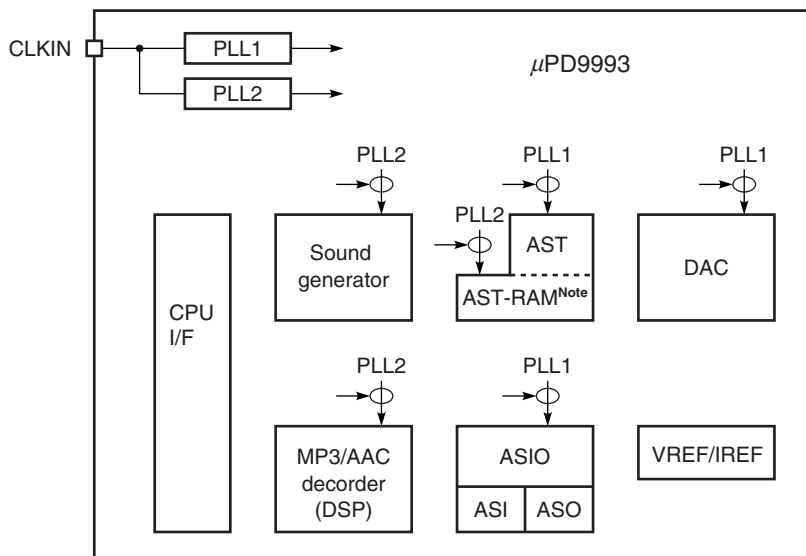 CLKIN
PLL1
PLL2
μPD9993
PLL2
PLL1
PLL1
PLL2
CPU
I/F
Sound
generator
AST
AST-RAMNote
DAC
PLL2
PLL1
MP3/AAC
decorder
(DSP)
ASIO
ASI
ASO
VREF/IREF